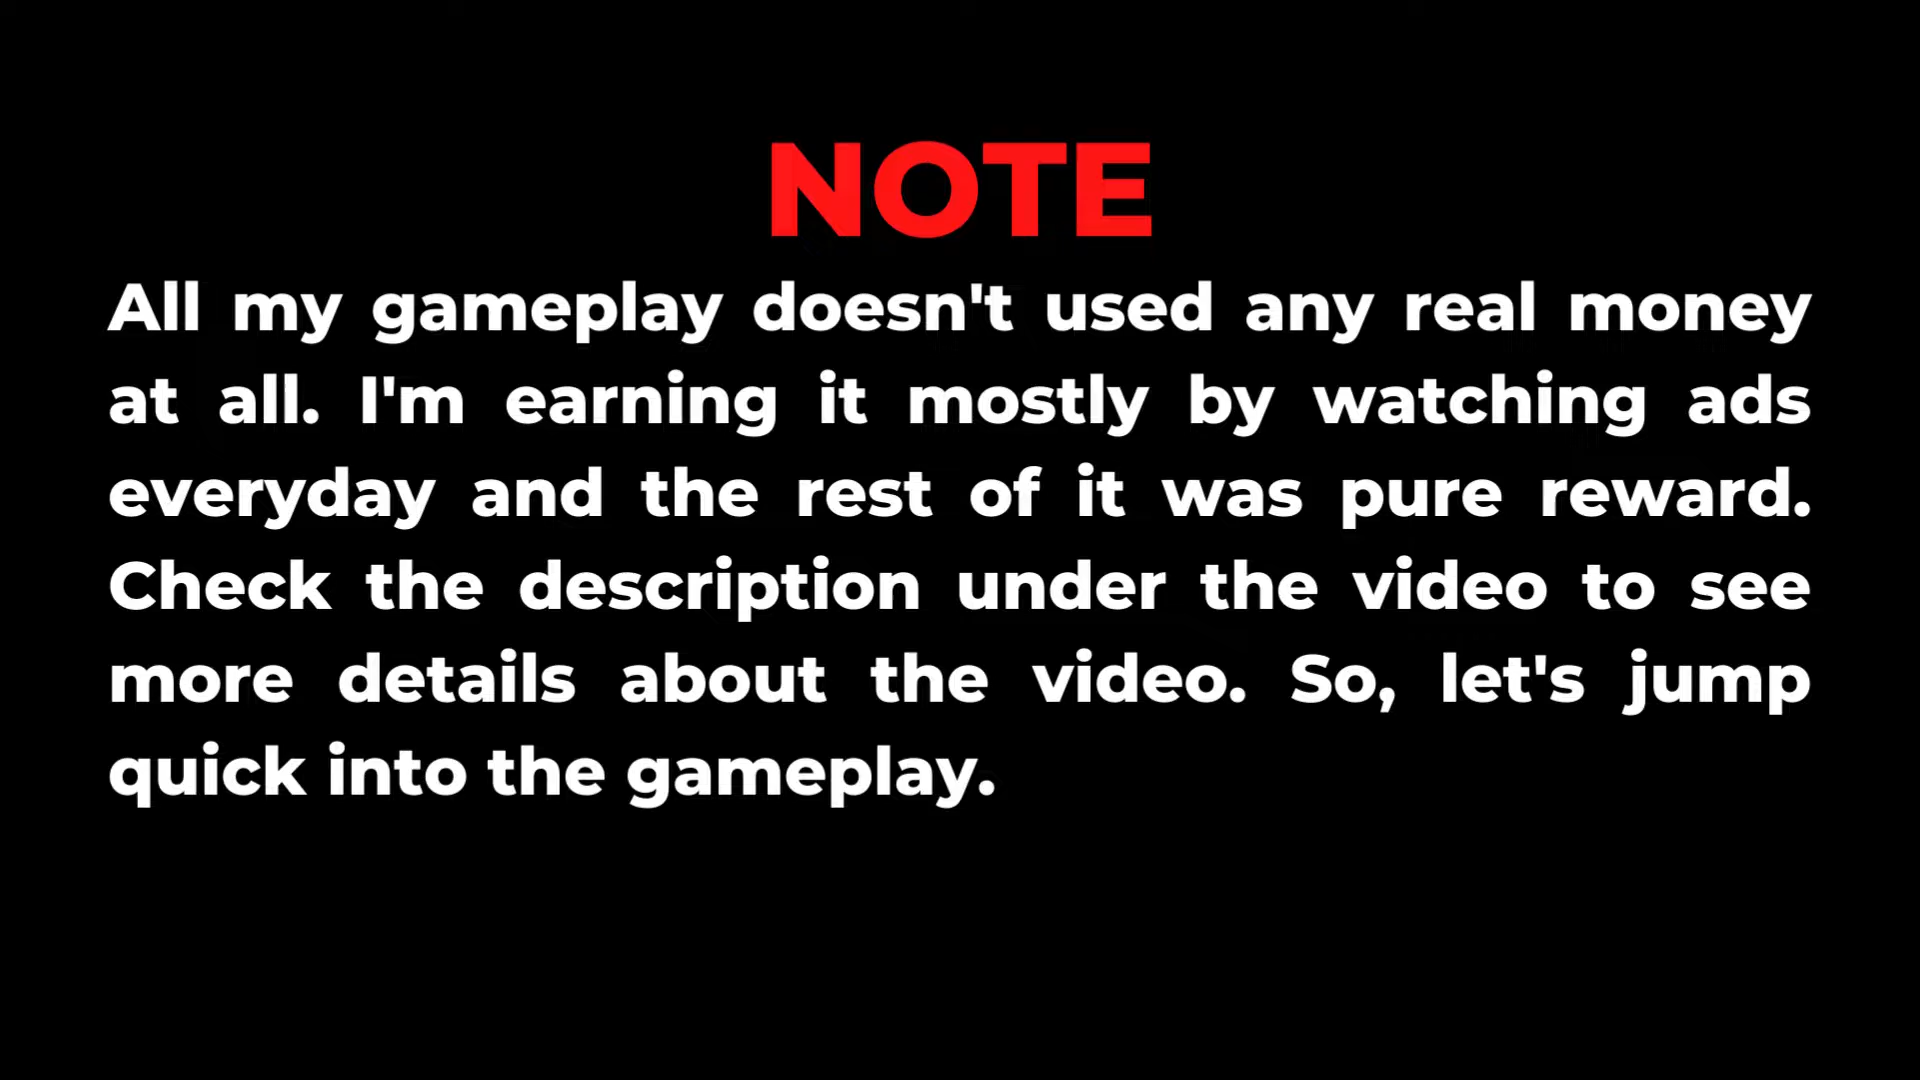 NOTE
All my gameplay doesn't used any real money
at all. I'm earning it mostly by watching ads
everyday and the rest of it was pure reward.
Check the description under the video to see
more details about the video. So, let's jump
quick into the gameplay.